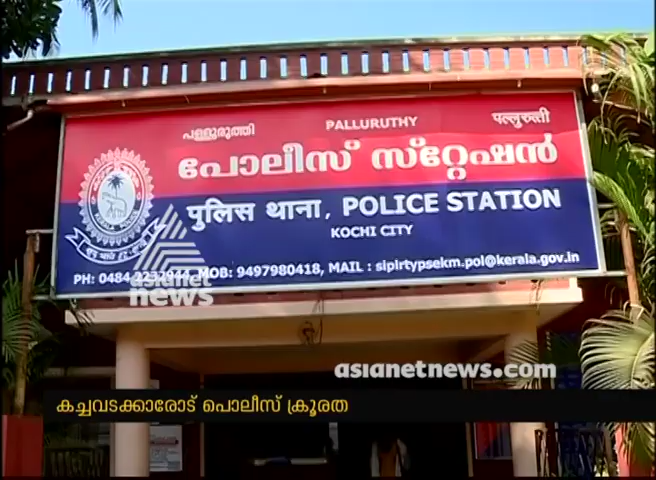 പള്ളുരുത്തി PALLURUTHY पल्लुरुत्ती
പോലീസ് സ്റ്റേഷൻ
पुलिस थाना, POLICE STATION
KOCHI CITY
PH: 0484 2232944, MOB: 9497980418, MAIL: siplrtypsekm.pol@kerala.gov.in
asianet
news
asianetnews.com
കച്ചവടക്കാരോട് പൊലീസ് ക്രൂരത